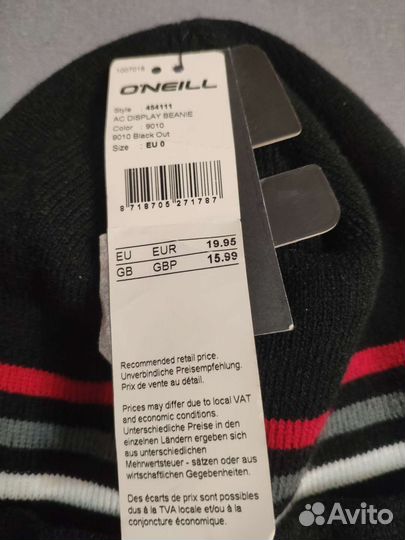 1007018
O'NEILL
Style : 454111
AC DISPLAY BEANIE
Color : 9010
9010 Black Out
Size : EU 0
8 718705 271787
EU EUR 19.95
GB GBP 15.99
Recommended retail price.
Unverbindliche Preisempfehlung.
Prix de vente au détail.
Prices may differ due to local VAT
and economic conditions.
Unterschiedliche Preise in den
einzelnen Ländern ergeben sich
aus unterschiedlichen
Mehrwertsteuer - sätzen oder aus
wirtschaftlichen Gegebenheiten.
Des écarts de prix sont possibles
dus à la TVA locale et/ou à la
conjoncture économique.
Avito